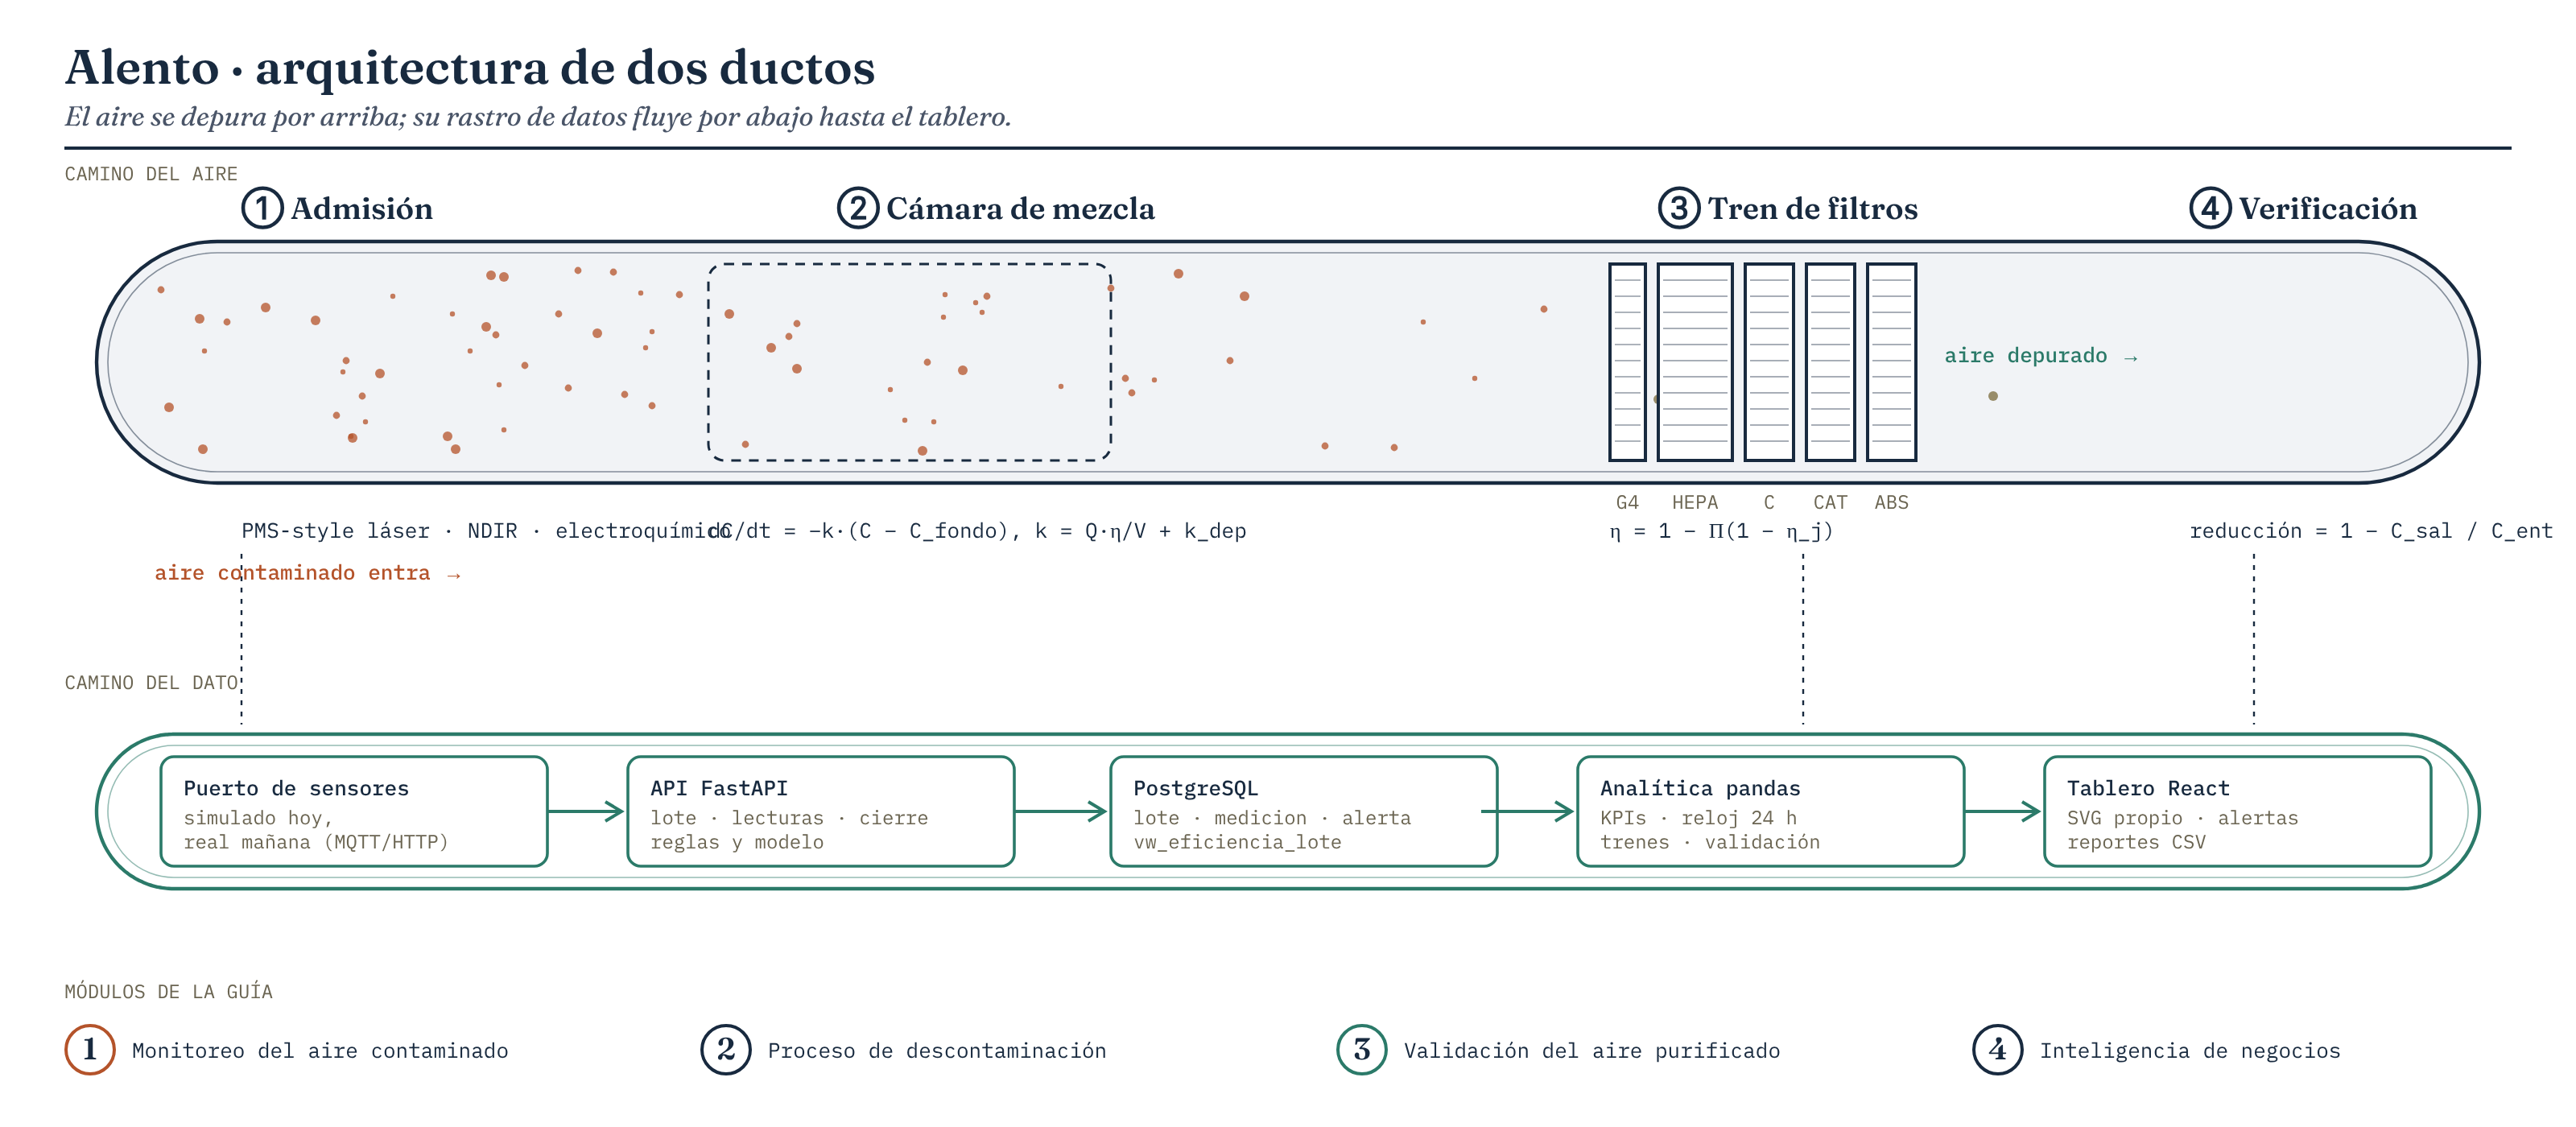 Alento · arquitectura de dos ductos
El aire se depura por arriba; su rastro de datos fluye por abajo hasta el tablero.
CAMINO DEL AIRE
① Admisión
② Cámara de mezcla
③ Tren de filtros
④ Verificación
aire depurado →
G4 HEPA C CAT ABS
PMS-style láser · NDIR · electroquímico
dC/dt = −k·(C − C_fondo), k = Q·η/V + k_dep
η = 1 − Π(1 − η_j)
reducción = 1 − C_sal / C_ent
aire contaminado entra →
CAMINO DEL DATO
Puerto de sensores
simulado hoy,
real mañana (MQTT/HTTP)
API FastAPI
lote · lecturas · cierre
reglas y modelo
PostgreSQL
lote · medicion · alerta
vw_eficiencia_lote
Analítica pandas
KPIs · reloj 24 h
trenes · validación
Tablero React
SVG propio · alertas
reportes CSV
MÓDULOS DE LA GUÍA
1 Monitoreo del aire contaminado
2 Proceso de descontaminación
3 Validación del aire purificado
4 Inteligencia de negocios